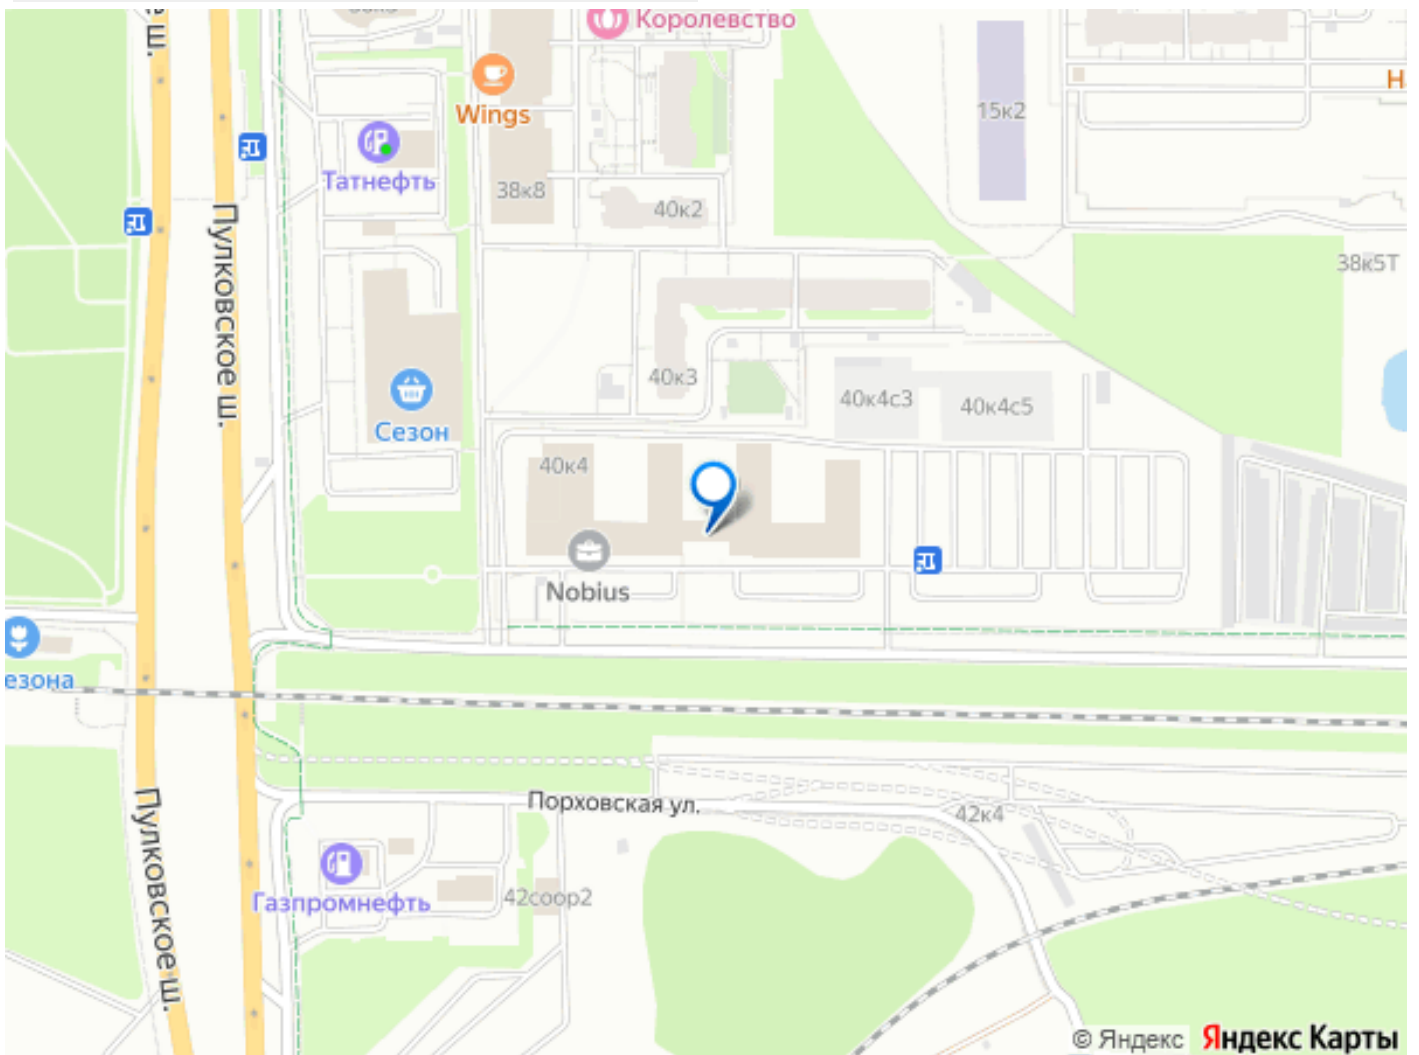 Королевство
ш.
Wings
15к2
Татнефть
38к8
40к2
Пулковское ш.
38к5Т
40к3
40к4с3
40к4с5
Сезон
40к4
Nobius
езона
Порховская ул.
42к4
Пулковское ш.
Газпромнефть
42соор2
© Яндекс Яндекс Карты